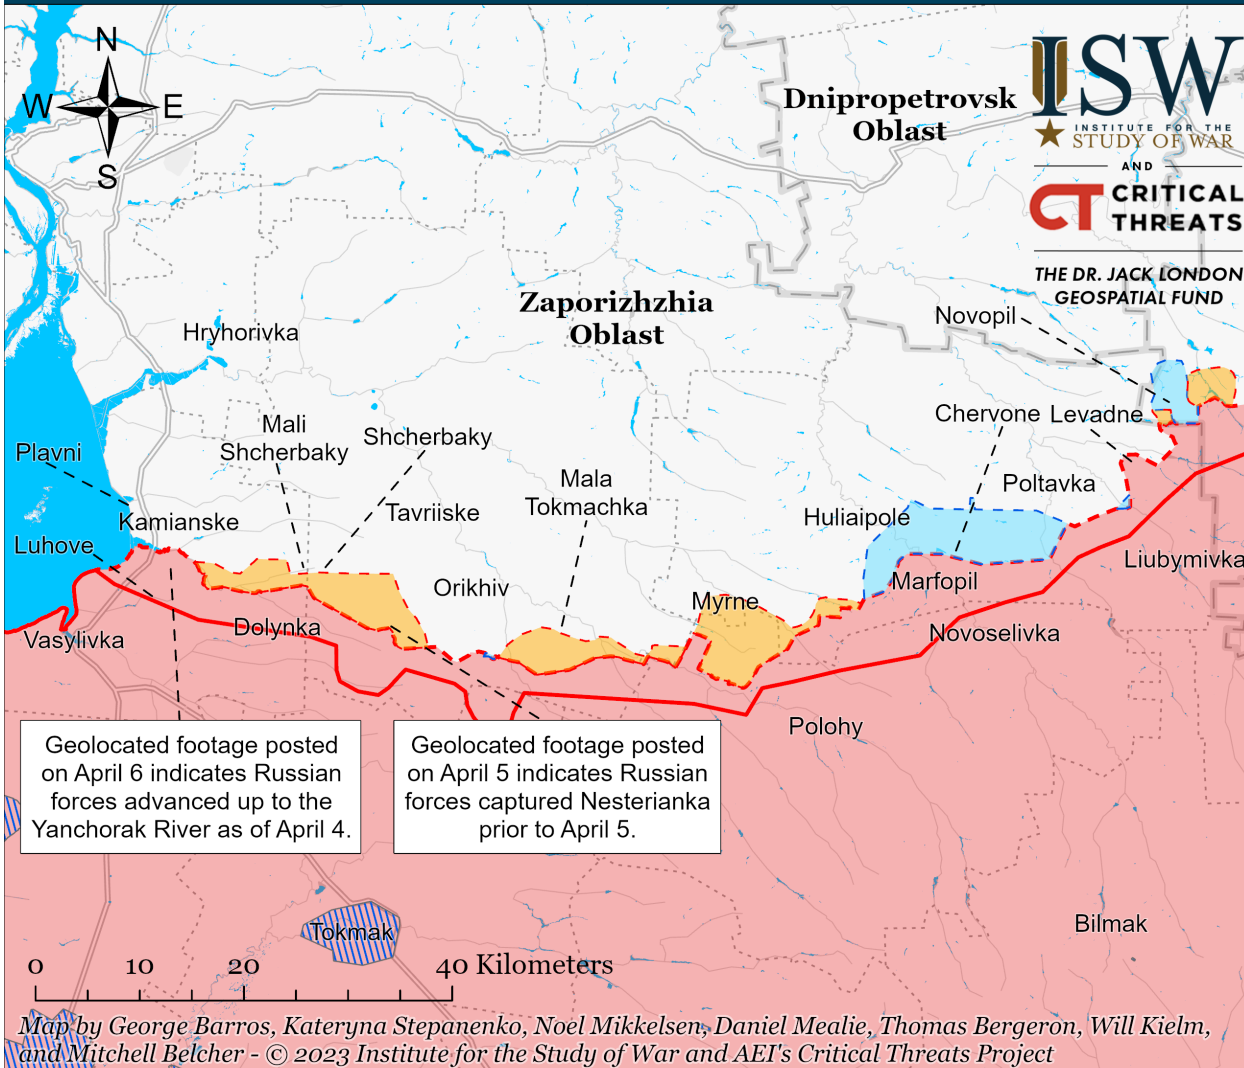 N
W
E
S
Dnipropetrovsk
Oblast
ISW
INSTITUTE FOR THE
STUDY OF WAR
AND
CT CRITICAL
THREATS
THE DR. JACK LONDON
GEOSPATIAL FUND
Zaporizhzhia
Oblast
Novopil
Hryhorivka
Mali
Shcherbaky
Shcherbaky
Chervone
Levadne
Plavni
Mala
Tokmachka
Poltavka
Kamianske
Tavriiske
Huliaipole
Luhove
Liubymivka
Orikhiv
Marfopil
Myrne
Vasylivka
Dolynka
Novoselivka
Polohy
Geolocated footage posted
on April 6 indicates Russian
forces advanced up to the
Yanchorak River as of April 4.
Geolocated footage posted
on April 5 indicates Russian
forces captured Nesterianka
prior to April 5.
Tokmak
Bilmak
0 10 20 40 Kilometers
Map by George Barros, Kateryna Stepanenko, Noel Mikkelsen, Daniel Mealie, Thomas Bergeron, Will Kielm,
and Mitchell Belcher - © 2023 Institute for the Study of War and AEI's Critical Threats Project